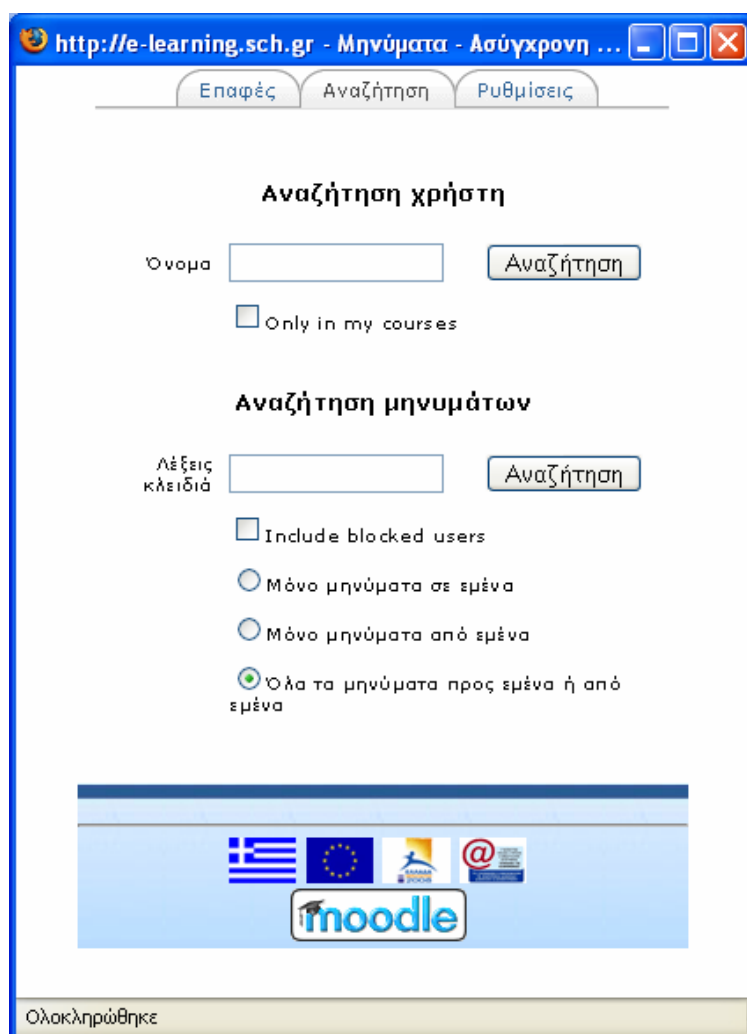 http://e-learning.sch.gr - Μηνύματα - Ασύγχρονη ...
Επαφές Αναζήτηση Ρυθμίσεις
Αναζήτηση χρήστη
Όνομα Αναζήτηση
Only in my courses
Αναζήτηση μηνυμάτων
Λέξεις
κλειδιά Αναζήτηση
Include blocked users
Μόνο μηνύματα σε εμένα
Μόνο μηνύματα από εμένα
Όλα τα μηνύματα προς εμένα ή από
εμένα
@
moodle
Ολοκληρώθηκε